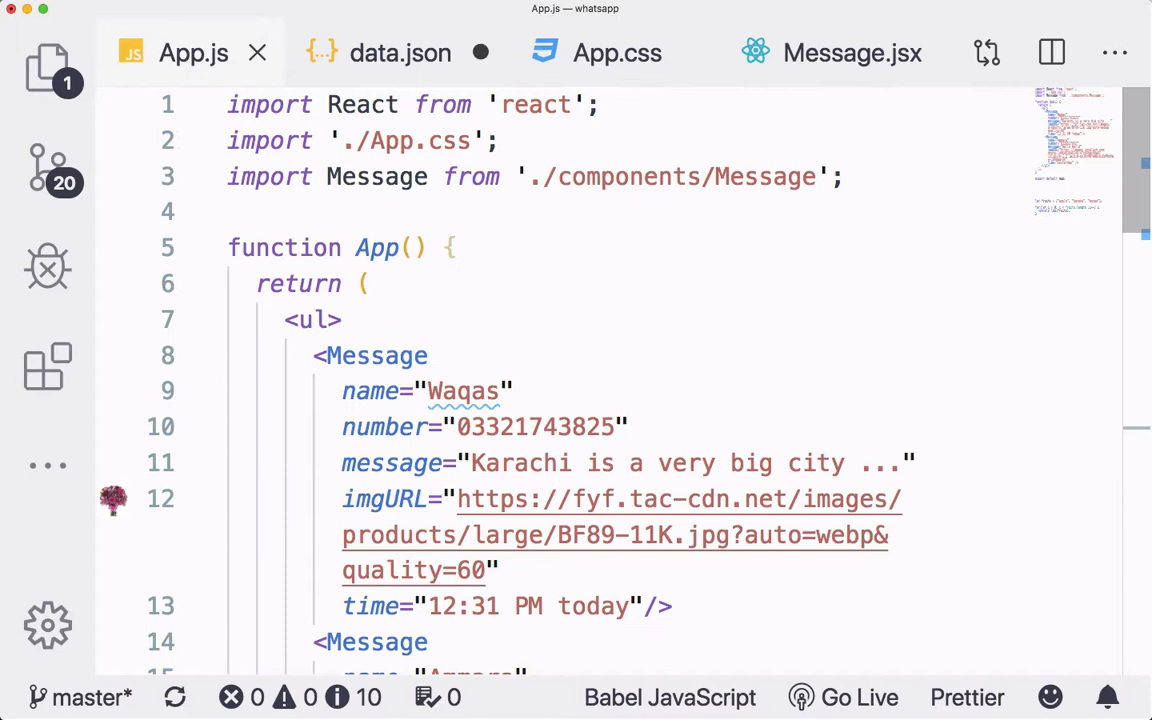 App.js — whatsapp
App.js data.json App.css Message.jsx
1
20
1 import React from 'react';
2 import './App.css';
3 import Message from './components/Message';
4
5 function App() {
6 return (
7 <ul>
8 <Message
9 name="Waqas"
10 number="03321743825"
11 message="Karachi is a very big city ..."
12 imgURL="https://fyf.tac-cdn.net/images/
products/large/BF89-11K.jpg?auto=webp&
quality=60"
13 time="12:31 PM today"/>
14 <Message
master* 0 0 10 0 Babel JavaScript Go Live Prettier